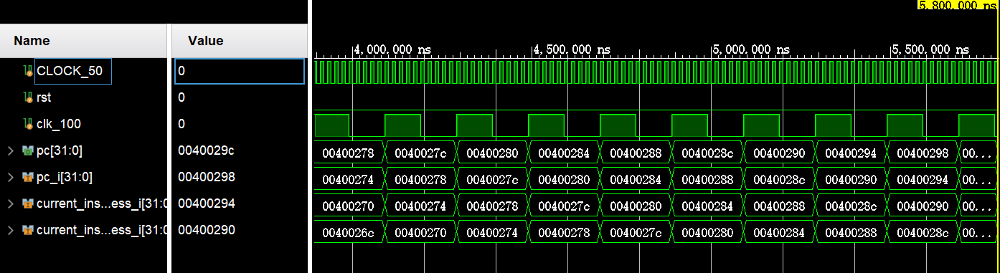 5,800.000 ns
Name Value
4,000.000 ns 4,500.000 ns 5,000.000 ns 5,500.000 ns
CLOCK_50 0
rst 0
clk_100 0
pc[31:0] 0040029c 00400278 0040027c 00400280 00400284 00400288 0040028c 00400290 00400294 00400298 00...
pc_i[31:0] 00400298 00400274 00400278 0040027c 00400280 00400284 00400288 0040028c 00400290 00400294 00...
current_ins...ess_i[31:0 00400294 00400270 00400274 00400278 0040027c 00400280 00400284 00400288 0040028c 00400290 00...
current_ins...ess_i[31:0 00400290 0040026c 00400270 00400274 00400278 0040027c 00400280 00400284 00400288 0040028c 00...